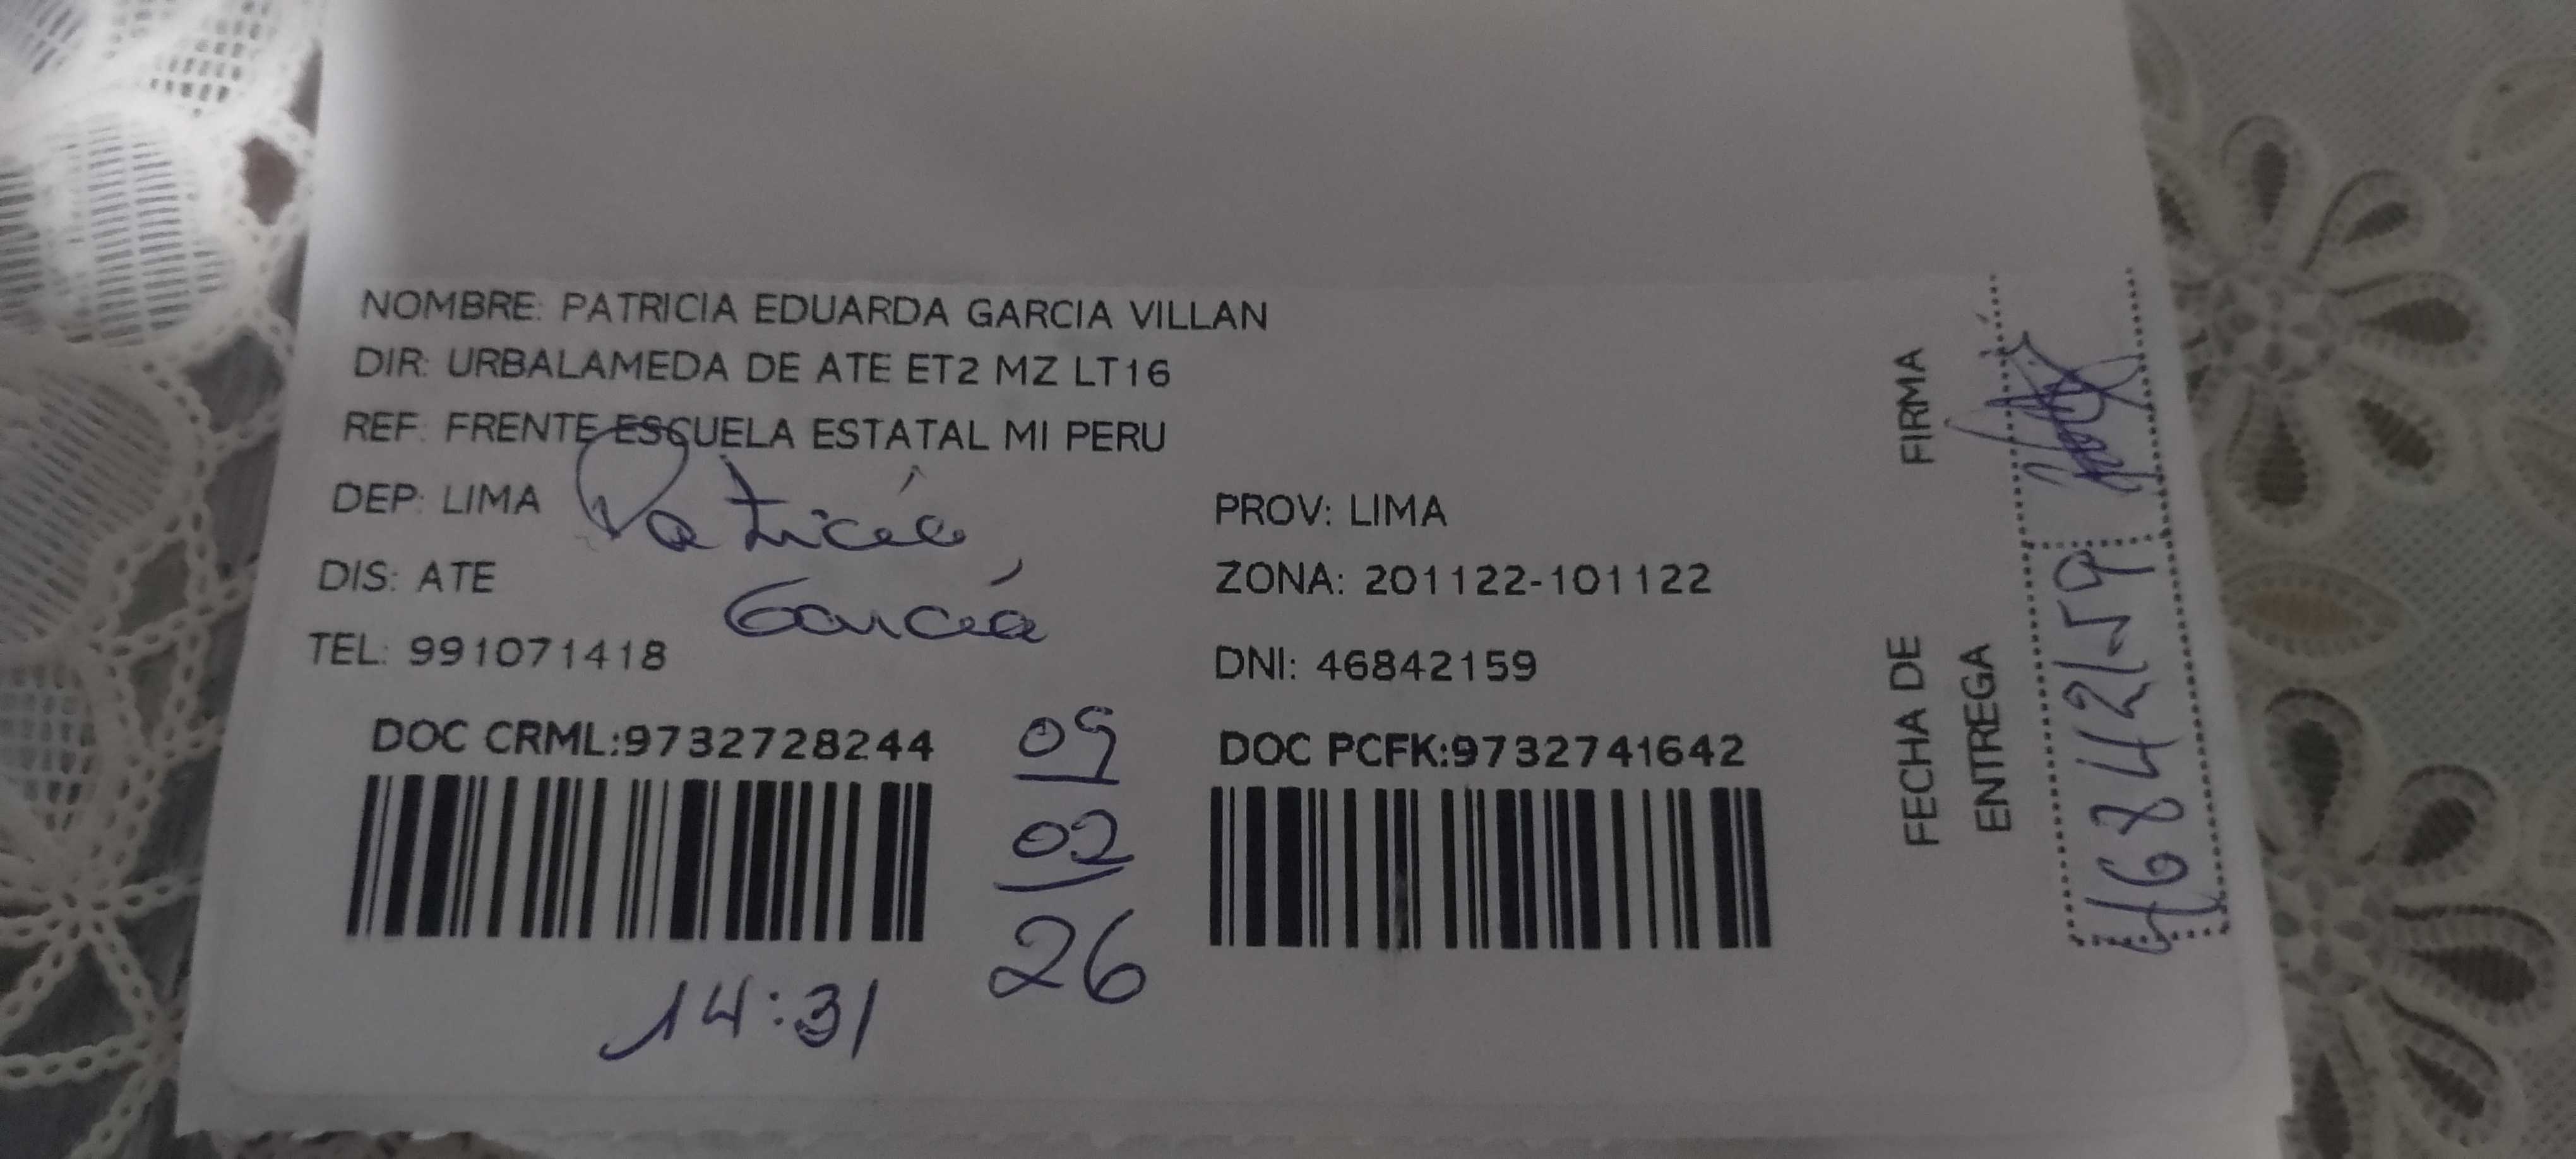 NOMBRE: PATRICIA EDUARDA GARCIA VILLAN
DIR: URBALAMEDA DE ATE ET2 MZ LT16
REF: FRENTE ESCUELA ESTATAL MI PERU
DEP: LIMA
PROV: LIMA
Patricia
DIS: ATE
ZONA: 201122-101122
García
TEL: 991071418
DNI: 46842159
DOC CRML:9732728244
DOC PCFK:9732741642
09
02
26
14:31
FIRMA
FECHA DE
ENTREGA
46842159